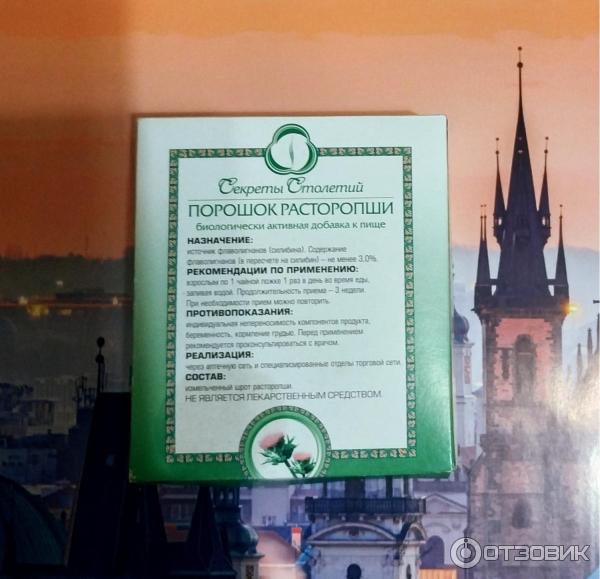 Секреты Столетий
ПОРОШОК РАСТОРОПШИ
биологически активная добавка к пище
НАЗНАЧЕНИЕ:
источник флаволигнанов (силибина). Содержание
флаволигнанов (в пересчете на силибин) – не менее 3,0%.
РЕКОМЕНДАЦИИ ПО ПРИМЕНЕНИЮ:
взрослым по 1 чайной ложке 1 раз в день во время еды,
запивая водой. Продолжительность приема – 3 недели.
При необходимости прием можно повторить.
ПРОТИВОПОКАЗАНИЯ:
индивидуальная непереносимость компонентов продукта,
беременность, кормление грудью. Перед применением
рекомендуется проконсультироваться с врачом.
РЕАЛИЗАЦИЯ:
через аптечную сеть и специализированные отделы торговой сети.
СОСТАВ:
измельченный шрот расторопши.
НЕ ЯВЛЯЕТСЯ ЛЕКАРСТВЕННЫМ СРЕДСТВОМ.
ОТЗОВИК